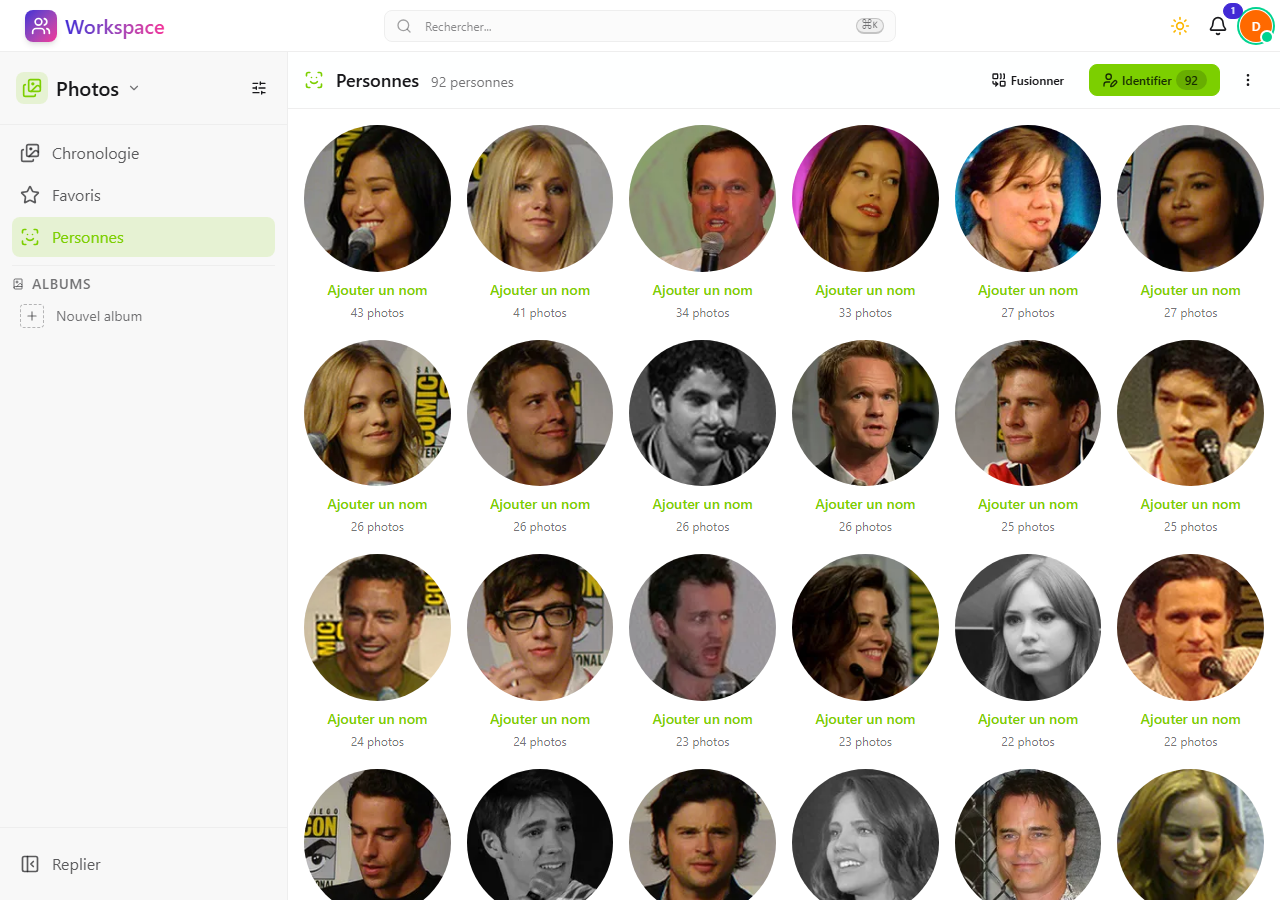 Workspace
Rechercher...
⌘K
1
D
Photos
Personnes
92 personnes
Fusionner
Identifier
92
Chronologie
Favoris
Personnes
ALBUMS
Nouvel album
Ajouter un nom
43 photos
Ajouter un nom
41 photos
Ajouter un nom
34 photos
Ajouter un nom
33 photos
Ajouter un nom
27 photos
Ajouter un nom
27 photos
Ajouter un nom
26 photos
Ajouter un nom
26 photos
Ajouter un nom
26 photos
Ajouter un nom
26 photos
Ajouter un nom
25 photos
Ajouter un nom
25 photos
Ajouter un nom
24 photos
Ajouter un nom
24 photos
Ajouter un nom
23 photos
Ajouter un nom
23 photos
Ajouter un nom
22 photos
Ajouter un nom
22 photos
Replier